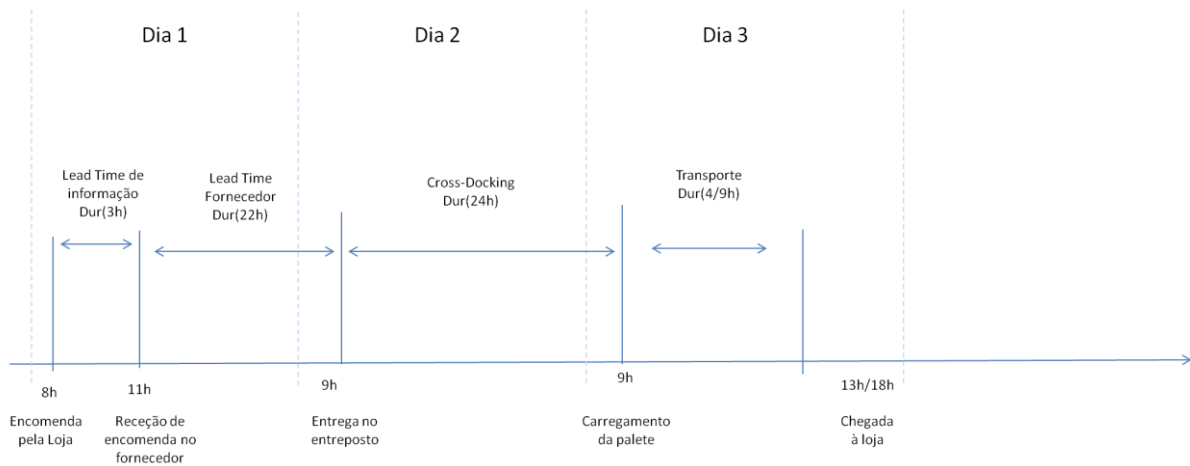 Dia 1
Dia 2
Dia 3
Lead Time de
informação
Dur(3h)
Lead Time
Fornecedor
Dur(22h)
Cross-Docking
Dur(24h)
Transporte
Dur(4/9h)
8h
11h
9h
9h
13h/18h
Encomenda
pela Loja
Receção de
encomenda no
fornecedor
Entrega no
entreposto
Carregamento
da palete
Chegada
à loja